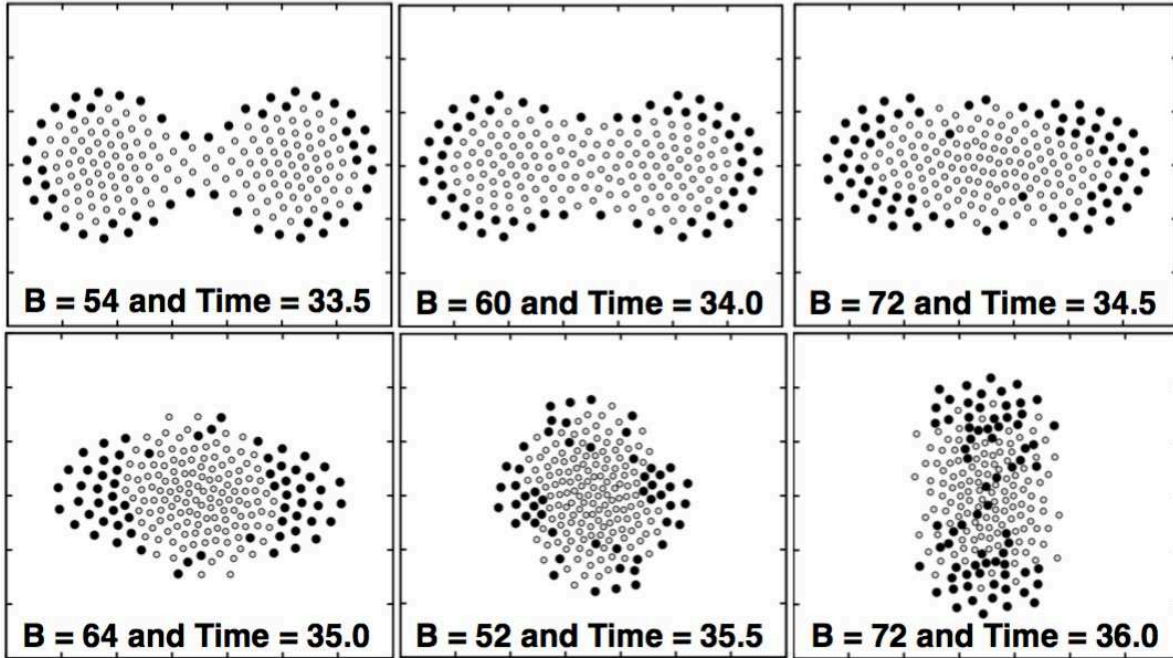 B = 54 and Time = 33.5
B = 60 and Time = 34.0
B = 72 and Time = 34.5
B = 64 and Time = 35.0
B = 52 and Time = 35.5
B = 72 and Time = 36.0